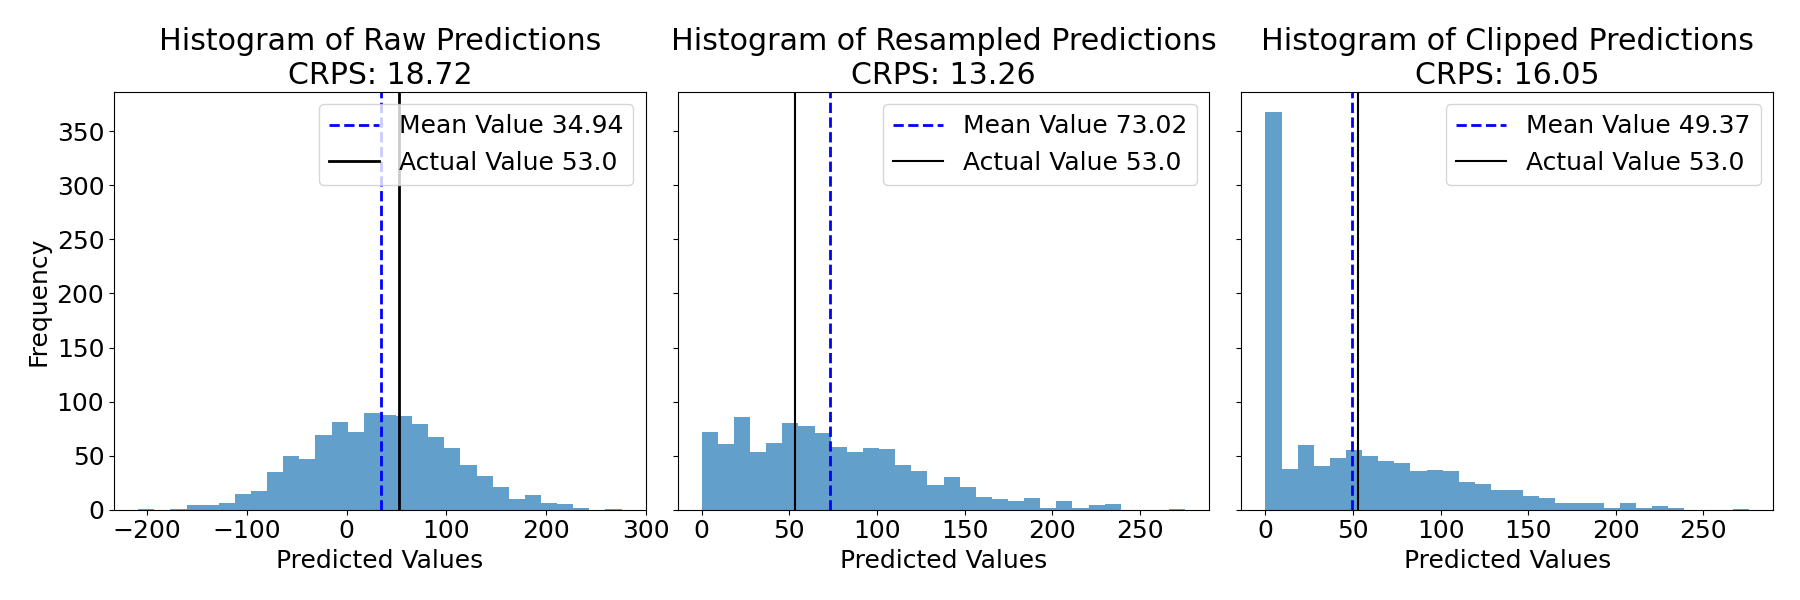 Histogram of Raw Predictions
CRPS: 18.72
Mean Value 34.94
Actual Value 53.0
350
300
250
200
150
100
50
0
Frequency
−200 −100 0 100 200 300
Predicted Values
Histogram of Resampled Predictions
CRPS: 13.26
Mean Value 73.02
Actual Value 53.0
0 50 100 150 200 250
Predicted Values
Histogram of Clipped Predictions
CRPS: 16.05
Mean Value 49.37
Actual Value 53.0
0 50 100 150 200 250
Predicted Values